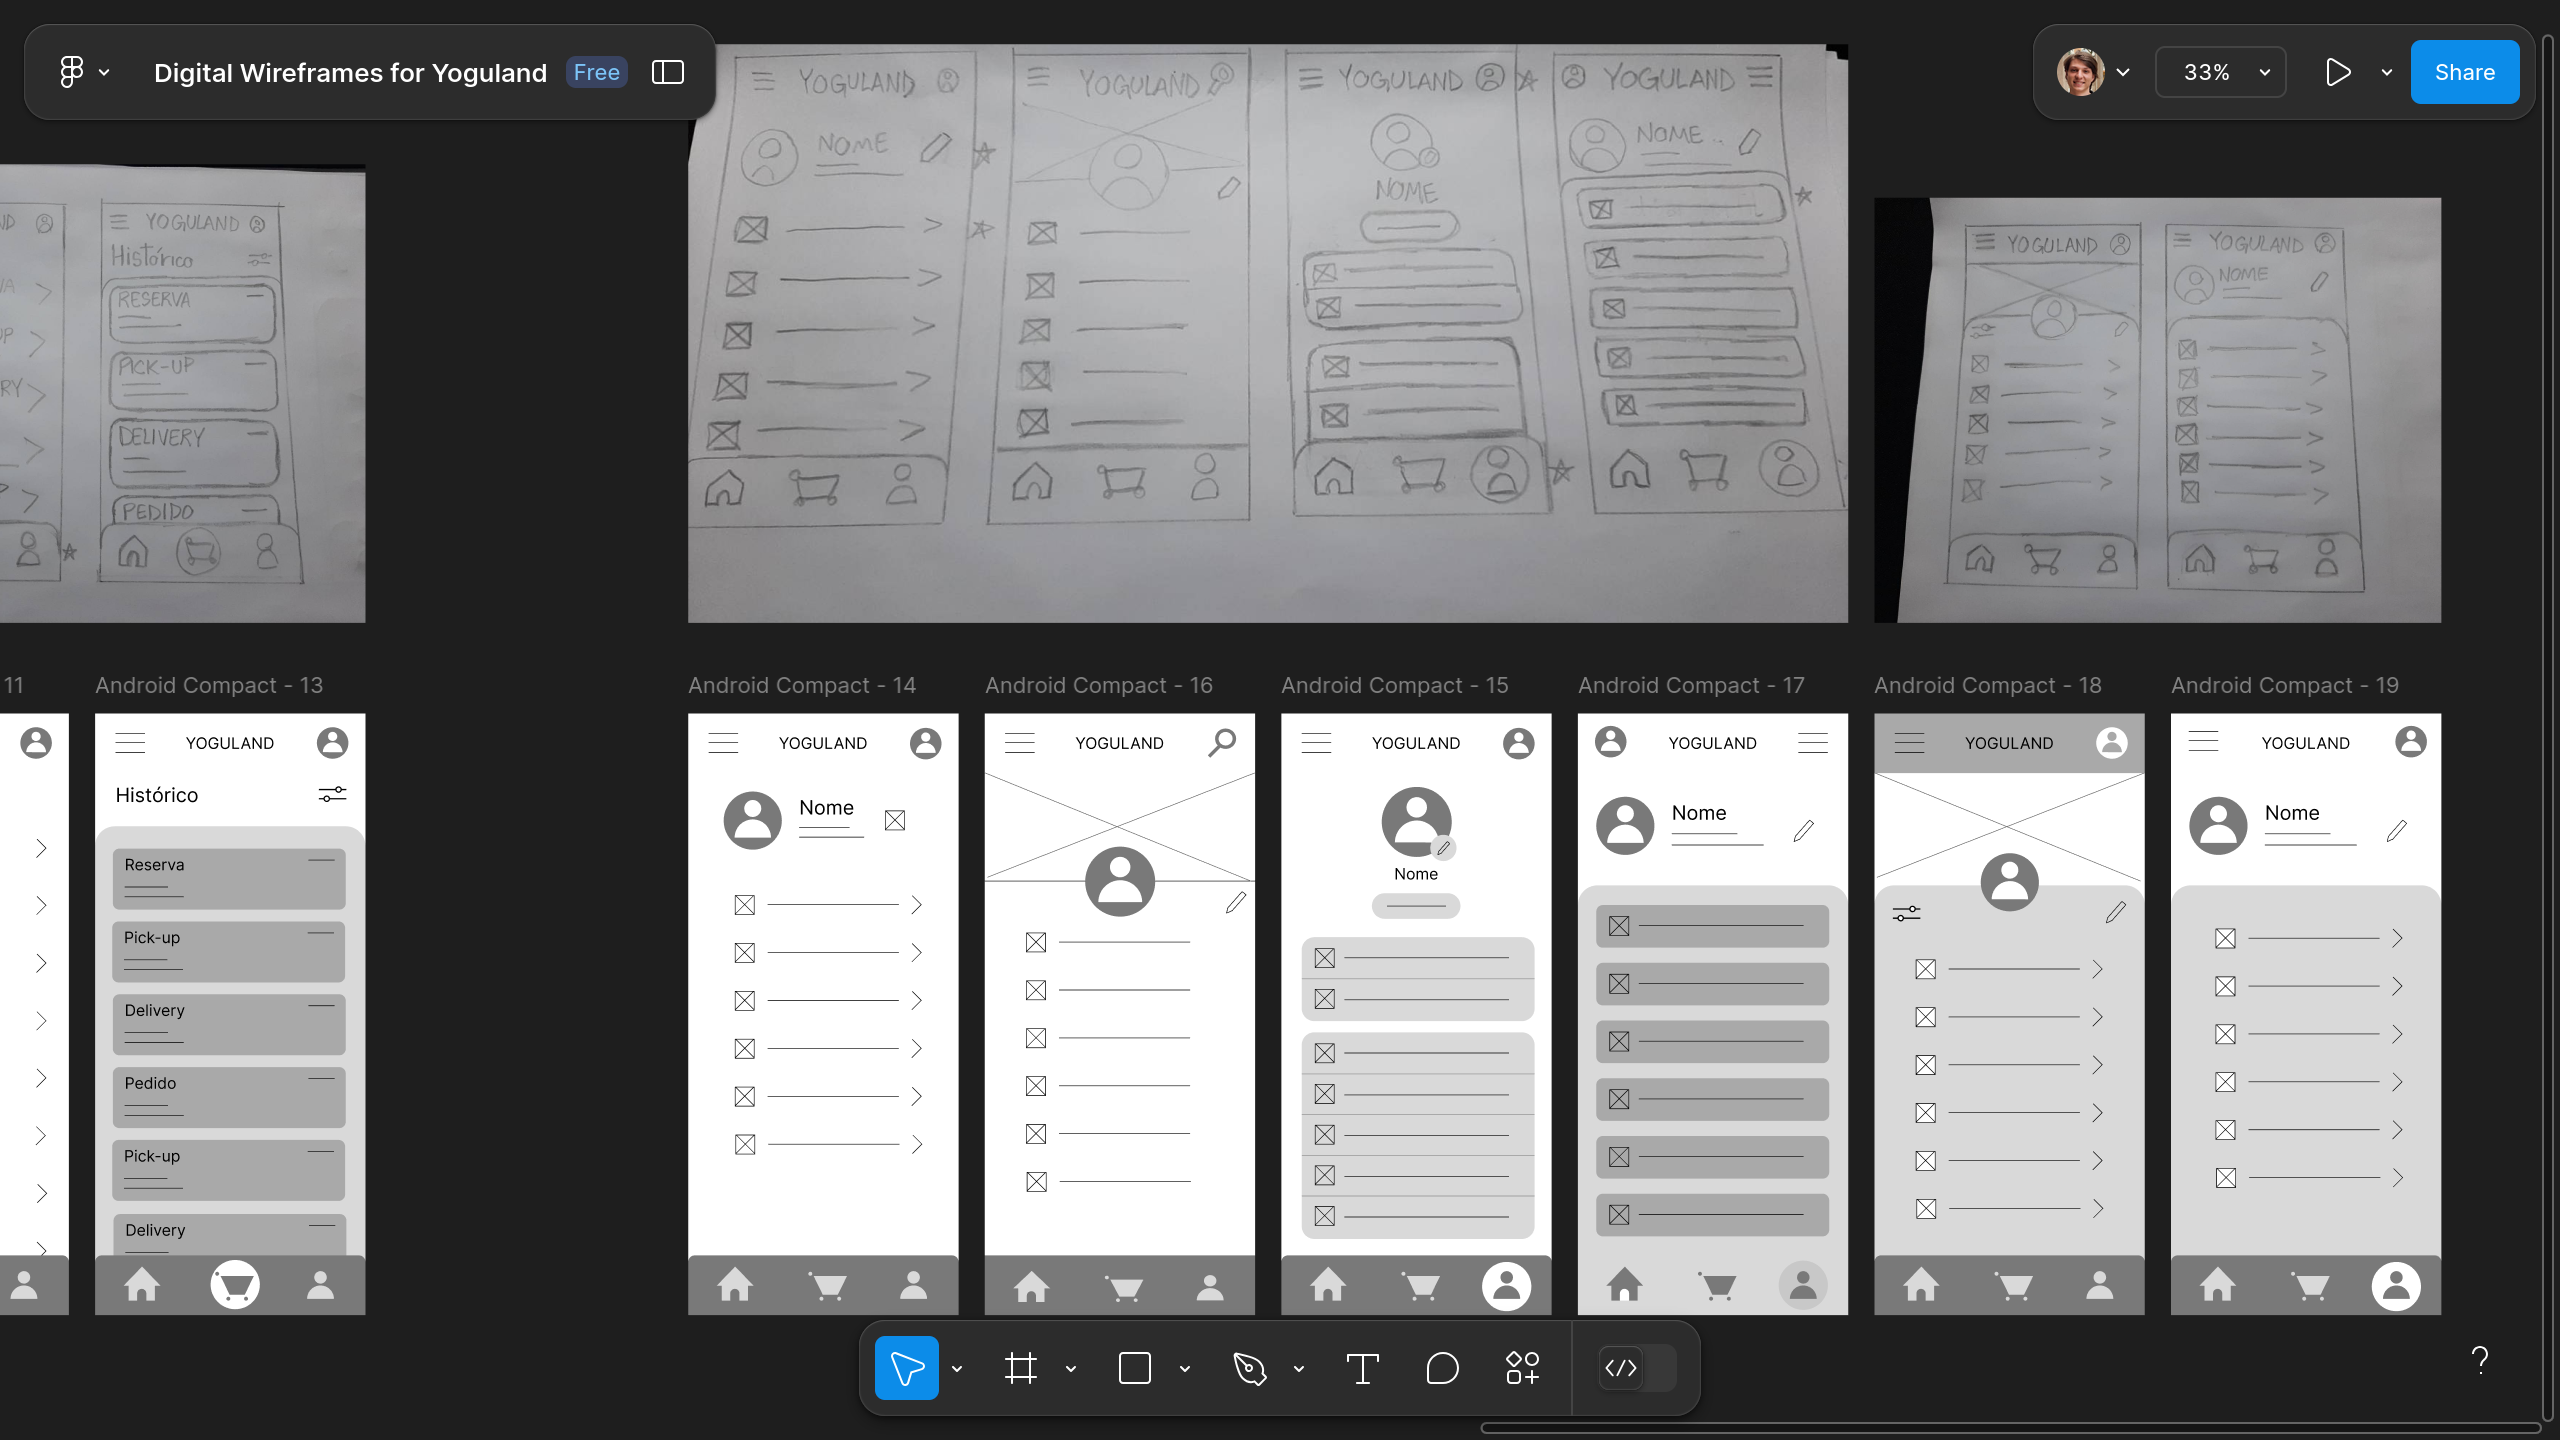 Digital Wireframes for Yoguland Free
33%
Share
YOGULAND
Histórico
RESERVA
PICK-UP
DELIVERY
PEDIDO
YOGULAND
NOME
YOGULAND
YOGULAND
NOME
YOGULAND
NOME
YOGULAND
YOGULAND
NOME
11
Android Compact - 13
Android Compact - 14
Android Compact - 16
Android Compact - 15
Android Compact - 17
Android Compact - 18
Android Compact - 19
YOGULAND
Histórico
Reserva
Pick-up
Delivery
Pedido
Pick-up
Delivery
YOGULAND
Nome
YOGULAND
YOGULAND
Nome
YOGULAND
Nome
YOGULAND
YOGULAND
Nome